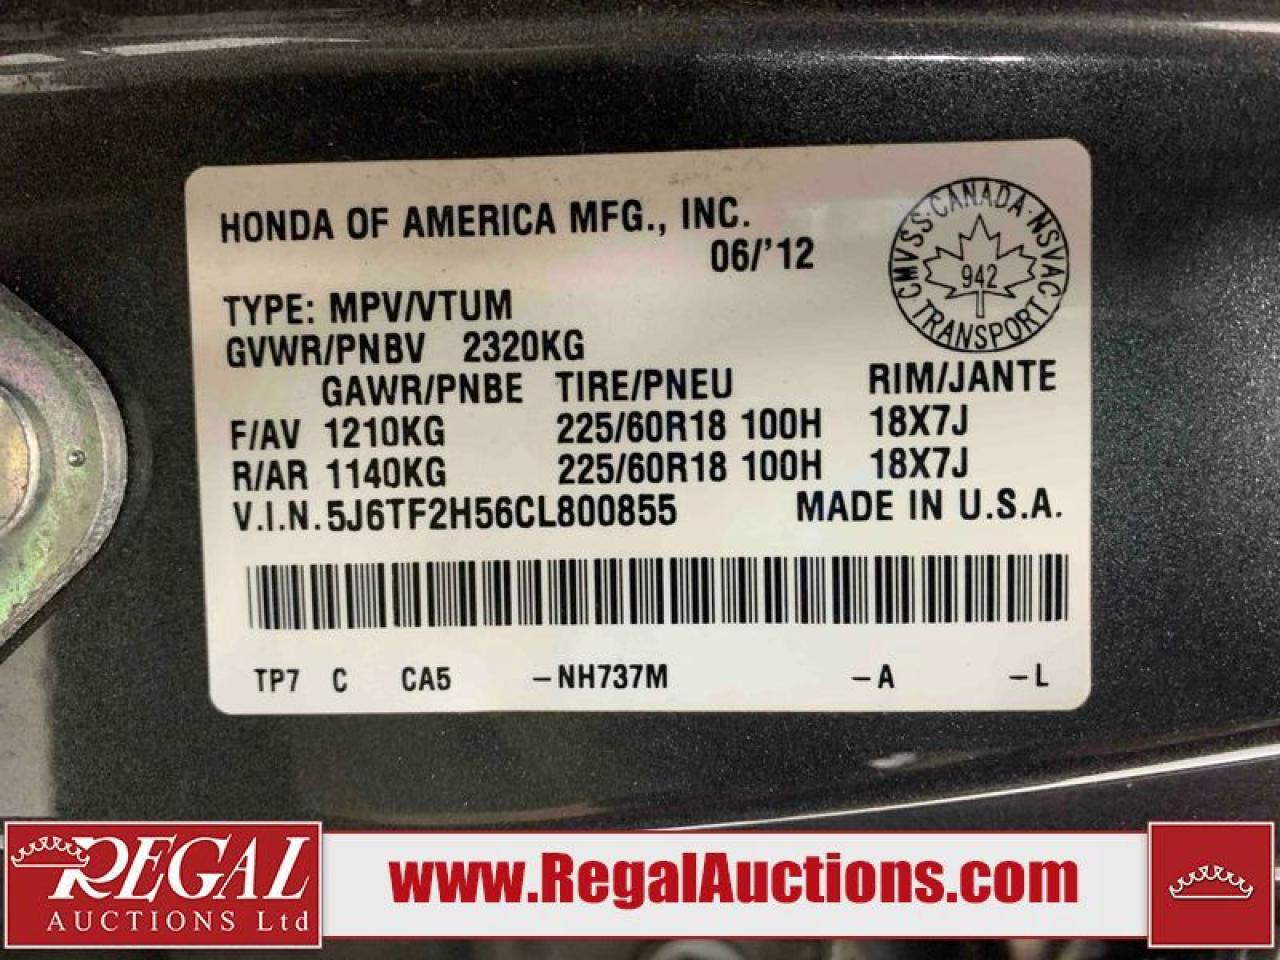 HONDA OF AMERICA MFG., INC.
06/'12
CMVSS·CANADA·NSVAC
942
TRANSPORT
TYPE: MPV/VTUM
GVWR/PNBV 2320KG
GAWR/PNBE TIRE/PNEU RIM/JANTE
F/AV 1210KG 225/60R18 100H 18X7J
R/AR 1140KG 225/60R18 100H 18X7J
V.I.N. 5J6TF2H56CL800855 MADE IN U.S.A.
TP7 C CA5 –NH737M –A –L
REGAL
AUCTIONS Ltd
www.RegalAuctions.com